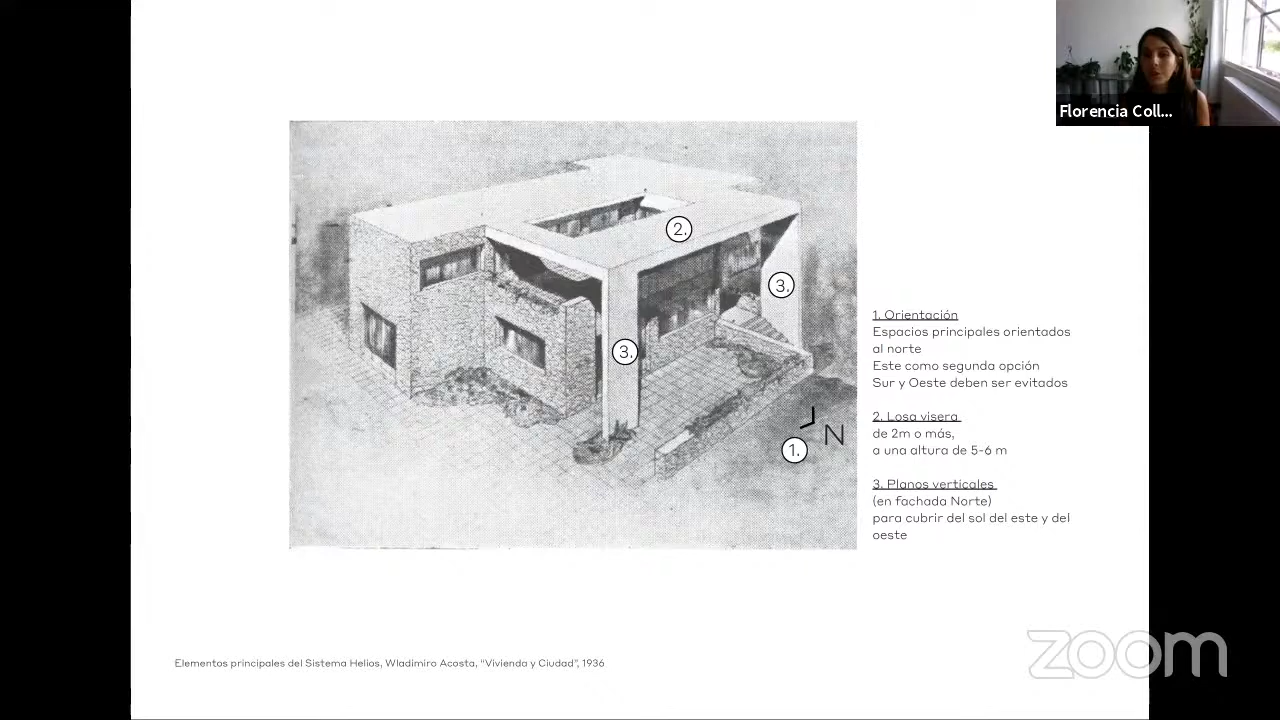 Florencia Coll...
2.
3.
3.
N
1.
1. Orientación
Espacios principales orientados
al norte
Este como segunda opción
Sur y Oeste deben ser evitados
2. Losa visera
de 2m o más,
a una altura de 5-6 m
3. Planos verticales
(en fachada Norte)
para cubrir del sol del este y del
oeste
Elementos principales del Sistema Helios, Wladimiro Acosta, "Vivienda y Ciudad", 1936
zoom